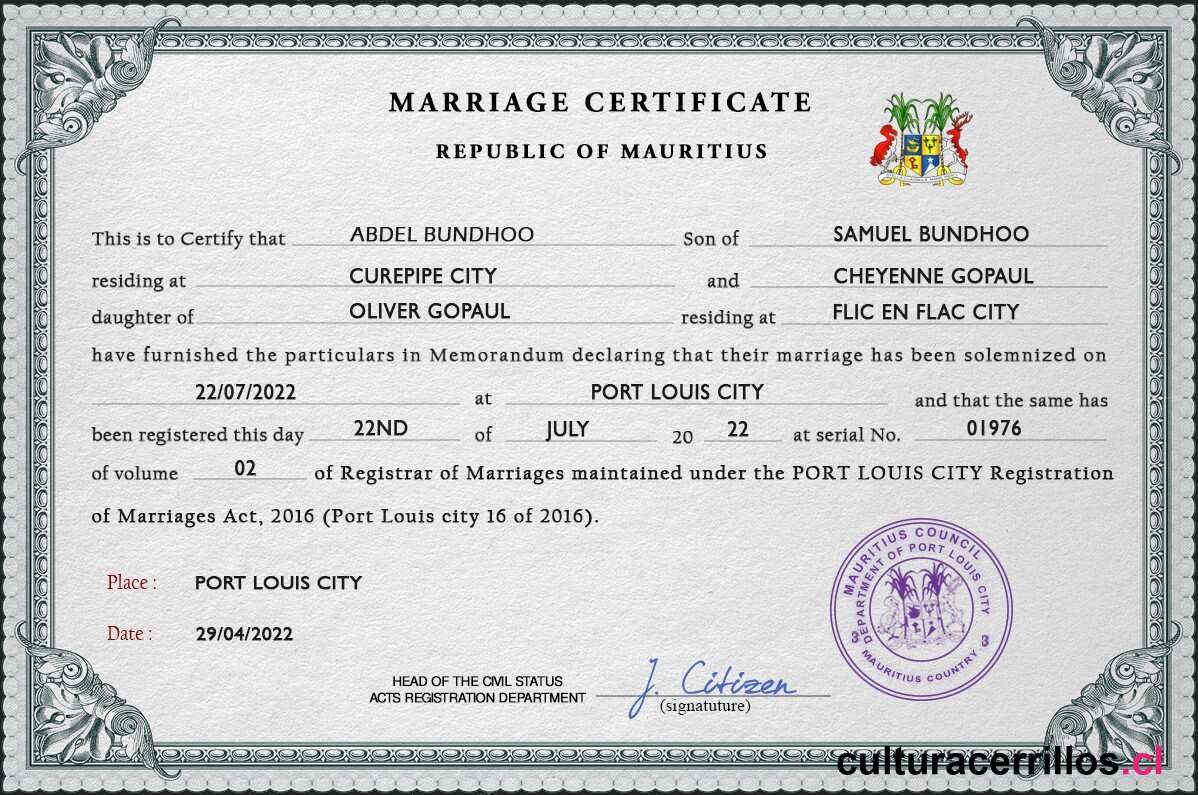 MARRIAGE CERTIFICATE
REPUBLIC OF MAURITIUS
This is to Certify that ABDEL BUNDHOO Son of SAMUEL BUNDHOO
residing at CUREPIPE CITY and CHEYENNE GOPAUL
daughter of OLIVER GOPAUL residing at FLIC EN FLAC CITY
have furnished the particulars in Memorandum declaring that their marriage has been solemnized on
22/07/2022 at PORT LOUIS CITY and that the same has
been registered this day 22ND of JULY 20 22 at serial No. 01976
of volume 02 of Registrar of Marriages maintained under the PORT LOUIS CITY Registration
of Marriages Act, 2016 (Port Louis city 16 of 2016).
Place : PORT LOUIS CITY
Date : 29/04/2022
MAURITIUS COUNCIL
DEPARTMENT OF PORT LOUIS CITY
MAURITIUS COUNTRY
HEAD OF THE CIVIL STATUS
ACTS REGISTRATION DEPARTMENT
J. Citizen
(signatuture)
culturacerrillos.cl